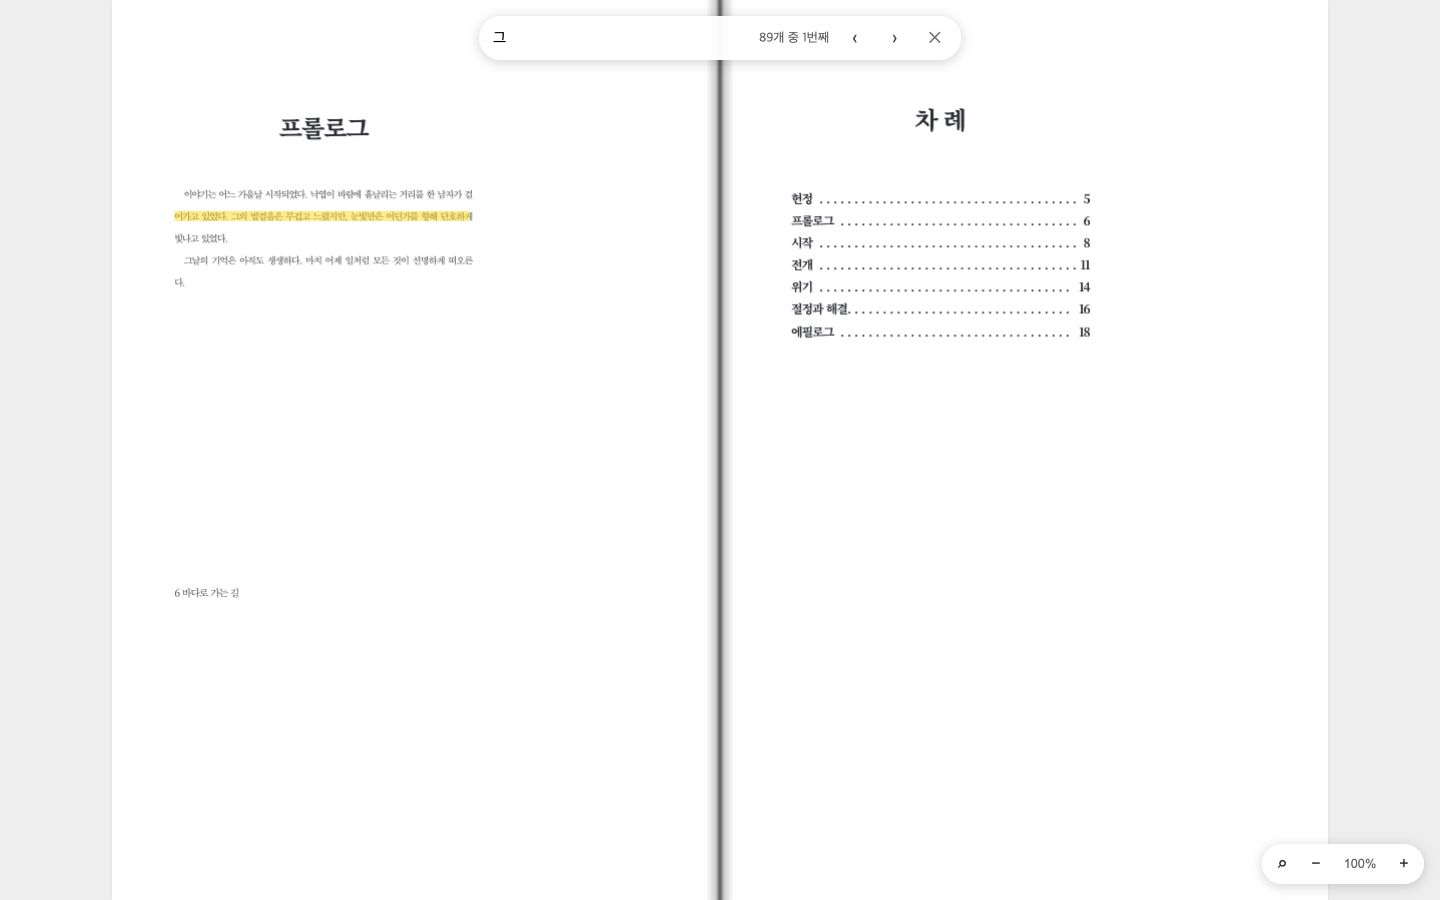 그
89개 중 1번째
프롤로그
이야기는 어느 가을날 시작되었다. 낙엽이 바람에 흩날리는 거리를 한 남자가 걸
어가고 있었다. 그의 발걸음은 무겁고 느렸지만, 눈빛만은 어딘가를 향해 단호하게
빛나고 있었다.
그날의 기억은 아직도 생생하다. 마치 어제 일처럼 모든 것이 선명하게 떠오른
다.
6 바다로 가는 길
차 례
헌정 . . . . . . . . . . . . . . . . . . . . . . . . . . . . . . . . . . . . . 5
프롤로그 . . . . . . . . . . . . . . . . . . . . . . . . . . . . . . . . . . 6
시작 . . . . . . . . . . . . . . . . . . . . . . . . . . . . . . . . . . . . . 8
전개 . . . . . . . . . . . . . . . . . . . . . . . . . . . . . . . . . . . . . 11
위기 . . . . . . . . . . . . . . . . . . . . . . . . . . . . . . . . . . . . 14
절정과 해결. . . . . . . . . . . . . . . . . . . . . . . . . . . . . . . . 16
에필로그 . . . . . . . . . . . . . . . . . . . . . . . . . . . . . . . . . 18
100%